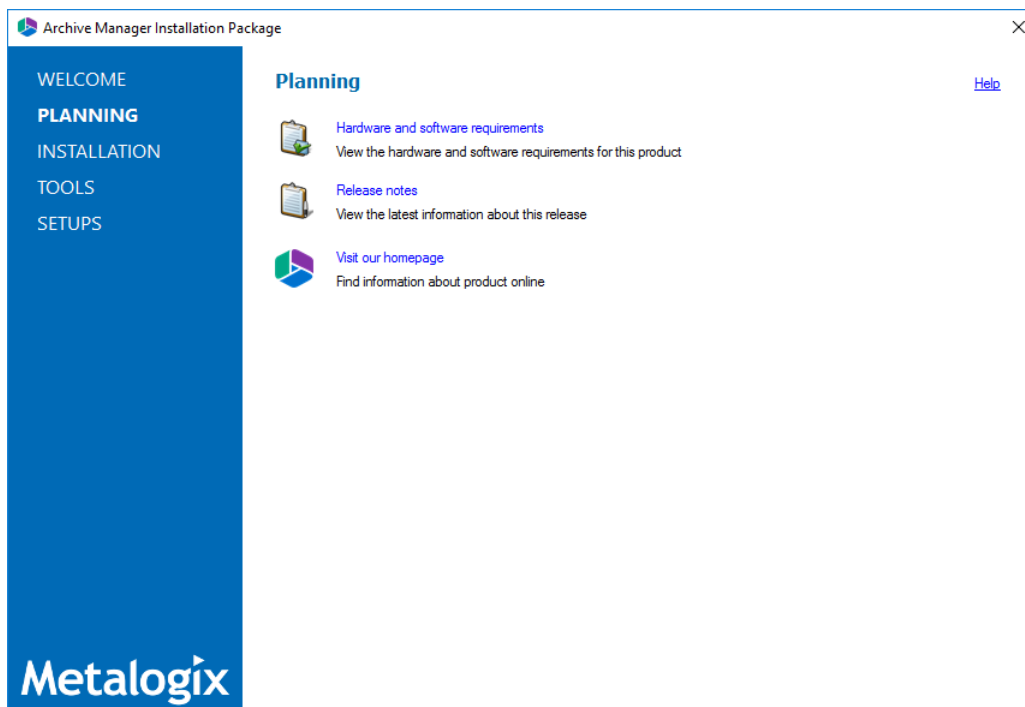 Archive Manager Installation Package
WELCOME
PLANNING
INSTALLATION
TOOLS
SETUPS
Metalogix
Planning
Help
Hardware and software requirements
View the hardware and software requirements for this product
Release notes
View the latest information about this release
Visit our homepage
Find information about product online